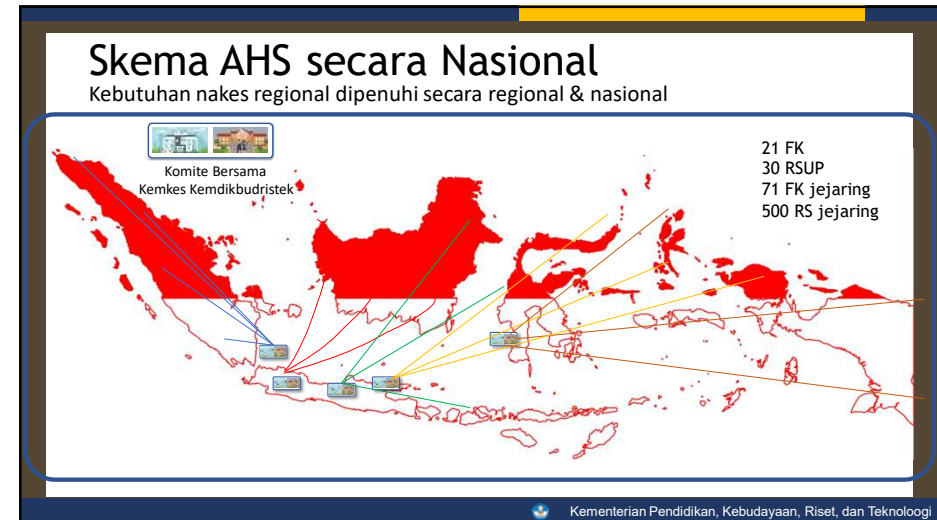 Skema AHS secara Nasional
Kebutuhan nakes regional dipenuhi secara regional & nasional
Komite Bersama
Kemkes Kemdikbudristek
21 FK
30 RSUP
71 FK jejaring
500 RS jejaring
Kementerian Pendidikan, Kebudayaan, Riset, dan Teknoloogi